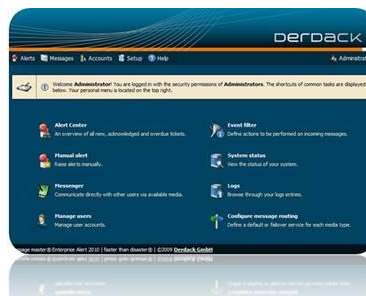 DERDACK
Alerts Messages Accounts Setup Help Administrat
Welcome Administrator! You are logged in with the security permissions of Administrators. The shortcuts of common tasks are displayed
below. Your personal menu is located on the top right.
Alert Center
An overview of all new, acknowledged and overdue tickets.
Event filter
Define actions to be performed on incoming messages.
Manual alert
Raise alerts manually.
System status
View the status of your system.
Messenger
Communicate directly with other users via available media.
Logs
Browse through your logs entries.
Manage users
Manage user accounts.
Configure message routing
Define a default or failover service for each media type.
master® Enterprise Alert 2010 | faster than disaster® | ©2009 Derdack GmbH